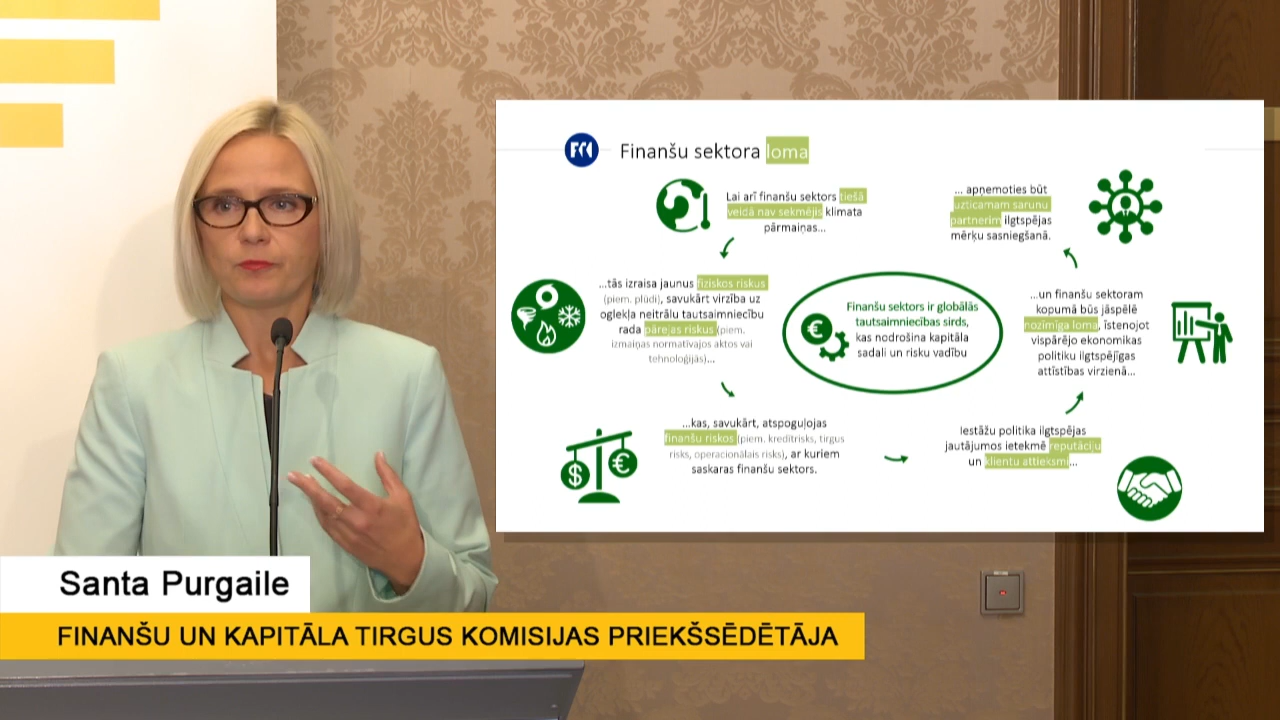 FCI
Finanšu sektora loma
Lai arī finanšu sektors tiešā
veidā nav sekmējis klimata
pārmaiņas...
... apņemoties būt
uzticamam sarunu
partnerim ilgtspējas
mērķu sasniegšanā.
...tās izraisa jaunus fiziskos riskus
(piem. plūdi), savukārt virzība uz
oglekļa neitrālu tautsaimniecību
rada pārejas riskus (piem.
izmaiņas normatīvajos aktos vai
tehnoloģijās)...
Finanšu sektors ir globālās
tautsaimniecības sirds,
kas nodrošina kapitāla
sadali un risku vadību
...un finanšu sektoram
kopumā būs jāspēlē
nozīmīga loma, īstenojot
vispārējo ekonomikas
politiku ilgtspējīgas
attīstības virzienā...
...kas, savukārt, atspoguļojas
finanšu riskos (piem. kredītrisks, tirgus
risks, operacionālais risks), ar kuriem
saskaras finanšu sektors.
Iestāžu politika ilgtspējas
jautājumos ietekmē reputāciju
un klientu attieksmi...
€
$ €
Santa Purgaile
FINANŠU UN KAPITĀLA TIRGUS KOMISIJAS PRIEKŠSĒDĒTĀJA